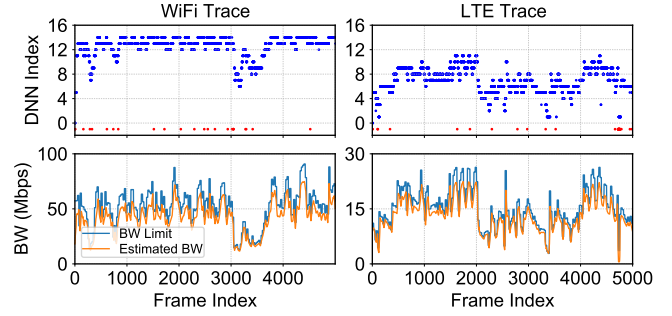 WiFi Trace
LTE Trace
DNN Index
16
12
8
4
0
16
12
8
4
0
BW (Mbps)
100
50
0
30
15
0
BW Limit
Estimated BW
0 1000 2000 3000 4000
0 1000 2000 3000 4000 5000
Frame Index
Frame Index